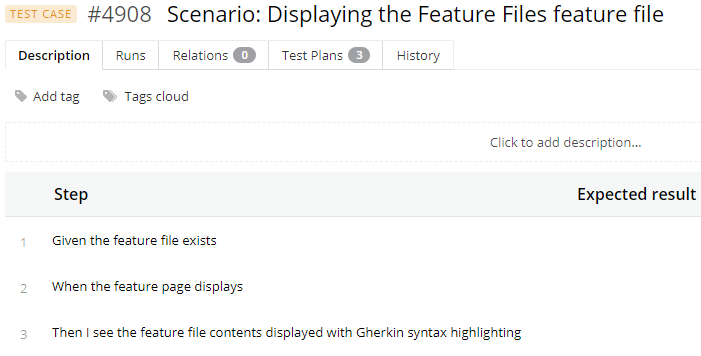 TEST CASE #4908 Scenario: Displaying the Feature Files feature file
Description Runs Relations 0 Test Plans 3 History
Add tag Tags cloud
Click to add description...
Step Expected result
1 Given the feature file exists
2 When the feature page displays
3 Then I see the feature file contents displayed with Gherkin syntax highlighting